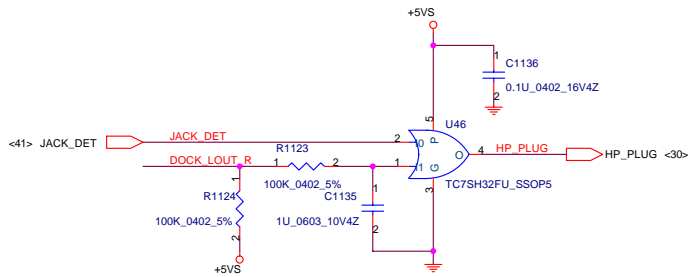 +5VS
1
C1136
0.1U_0402_16V4Z
2
5
U46
<41> JACK_DET
JACK_DET
2
I0
P
O
4
HP_PLUG
HP_PLUG <30>
DOCK_LOUT_R
1
R1123
2
1
I1
G
100K_0402_5%
3
TC7SH32FU_SSOP5
1
R1124
100K_0402_5%
2
+5VS
1
C1135
1U_0603_10V4Z
2